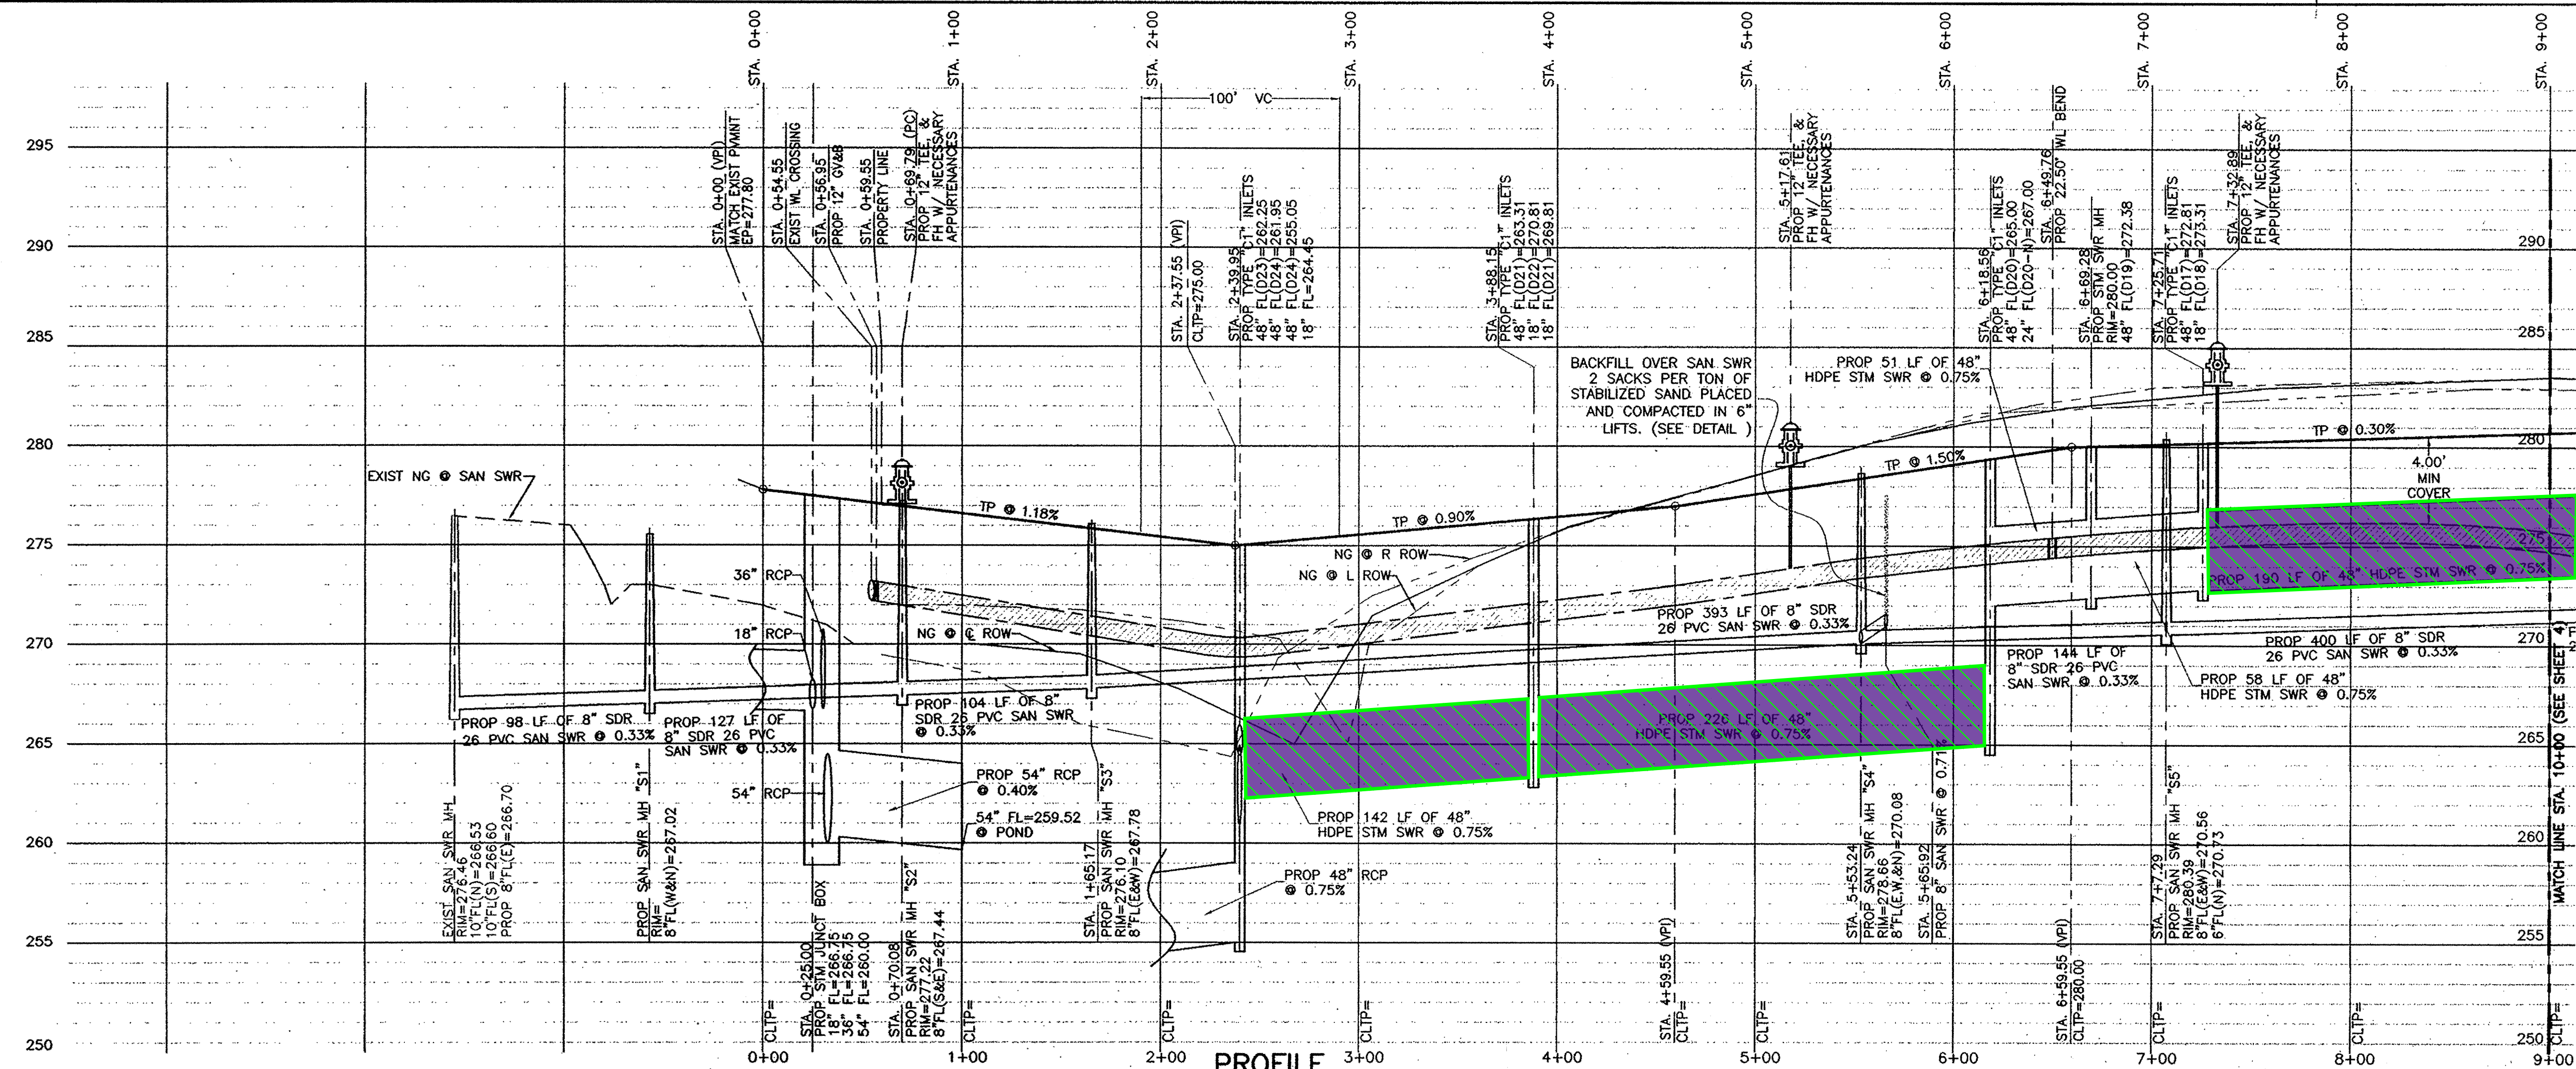 STA. 0+00
STA. 1+00
STA. 2+00
STA. 3+00
STA. 4+00
STA. 5+00
STA. 6+00
STA. 7+00
STA. 8+00
STA. 9+00
100' VC
295
290
285
280
275
270
265
260
255
250
STA. 0+00 (VPI)
MATCH EXIST PVMNT
EP=277.80
STA. 0+54.55
EXIST WL CROSSING
STA. 0+56.95
PROP 12" GV&B
STA. 0+59.55
PROPERTY LINE
STA. 0+69.79 (PC)
PROP 12" TEE, &
FH W/ NECESSARY
APPURTENANCES
STA. 2+37.55 (VPI)
CLTP=275.00
STA. 2+39.95
PROP TYPE "C1" INLETS
48" FL(D23)=262.25
48" FL(D24)=261.95
48" FL(D24)=255.05
18" FL=264.45
STA. 3+88.15
PROP TYPE "C1" INLETS
48" FL(D21)=263.31
18" FL(D22)=270.81
18" FL(D21)=269.81
STA. 5+17.61
PROP 12" TEE, &
FH W/ NECESSARY
APPURTENANCES
STA. 6+18.56
PROP TYPE "C1" INLETS
48" FL(D20)=265.00
24" FL(D20-N)=267.00
STA. 6+49.76
PROP 22.50° WL BEND
STA. 6+69.28
PROP STM SWR MH
RIM=280.00
48" FL(D19)=272.38
STA. 7+25.71
PROP TYPE "C1" INLETS
48" FL(D17)=272.81
18" FL(D18)=273.31
STA. 7+32.89
PROP 12" TEE, &
FH W/ NECESSARY
APPURTENANCES
290
285
280
275
270
265
260
255
250
BACKFILL OVER SAN SWR
2 SACKS PER TON OF
STABILIZED SAND PLACED
AND COMPACTED IN 6"
LIFTS. (SEE DETAIL )
PROP 51 LF OF 48"
HDPE STM SWR @ 0.75%
EXIST NG @ SAN SWR
TP @ 1.18%
TP @ 0.90%
TP @ 1.50%
TP @ 0.30%
4.00'
MIN
COVER
NG @ R ROW
NG @ L ROW
36" RCP
18" RCP
NG @ ℄ ROW
PROP 190 LF OF 48" HDPE STM SWR @ 0.75%
PROP 393 LF OF 8" SDR
26 PVC SAN SWR @ 0.33%
PROP 400 LF OF 8" SDR
26 PVC SAN SWR @ 0.33%
PROP 144 LF OF
8" SDR 26 PVC
SAN SWR @ 0.33%
PROP 58 LF OF 48"
HDPE STM SWR @ 0.75%
PROP 98 LF OF 8" SDR
26 PVC SAN SWR @ 0.33%
PROP 127 LF OF
8" SDR 26 PVC
SAN SWR @ 0.33%
PROP 104 LF OF 8"
SDR 26 PVC SAN SWR
@ 0.33%
PROP 226 LF OF 48"
HDPE STM SWR @ 0.75%
54" RCP
PROP 54" RCP
@ 0.40%
54" FL=259.52
@ POND
PROP 142 LF OF 48"
HDPE STM SWR @ 0.75%
PROP 48" RCP
@ 0.75%
EXIST SAN SWR MH
RIM=276.46
10"FL(N)=266.53
10"FL(S)=266.60
PROP 8"FL(E)=266.70
PROP SAN SWR MH "S1"
RIM=
8"FL(W&N)=267.02
STA. 0+25.00
PROP STM JUNCT BOX
18" FL=266.75
36" FL=266.75
54" FL=260.00
STA. 0+70.08
PROP SAN SWR MH "S2"
RIM=277.22
8"FL(S&E)=267.44
STA. 1+65.17
PROP SAN SWR MH "S3"
RIM=276.10
8"FL(E&W)=267.78
STA. 4+59.55 (VPI)
CLTP=
STA. 5+53.24
PROP SAN SWR MH "S4"
RIM=278.66
8"FL(E,W,&N)=270.08
STA. 5+65.92
PROP 8" SAN SWR @ 0.71%
STA. 6+59.55 (VPI)
CLTP=280.00
STA. 7+7.29
PROP SAN SWR MH "S5"
RIM=280.39
8"FL(E&W)=270.56
6"FL(N)=270.73
MATCH LINE STA. 10+00 (SEE SHEET 4)
CLTP=
CLTP=
CLTP=
CLTP=
CLTP=
CLTP=
CLTP=
CLTP=
0+00
1+00
2+00
3+00
4+00
5+00
6+00
7+00
8+00
9+00
PROFILE